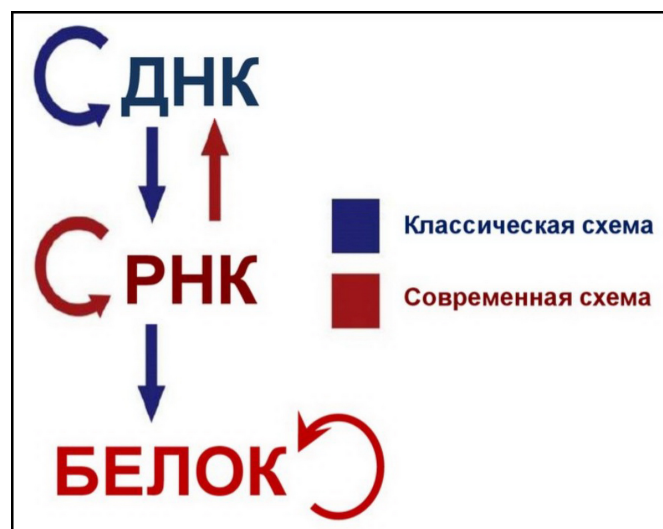 ДНК
РНК
Классическая схема
Современная схема
БЕЛОК